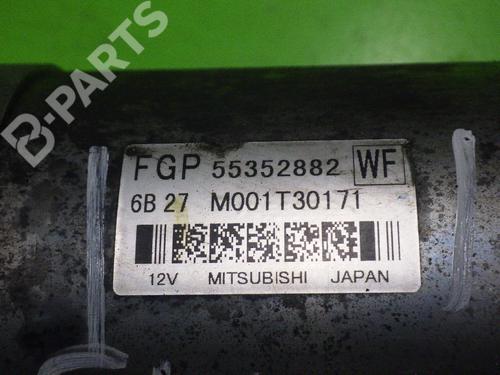 B-PARTS
FGP 55352882 WF
6B 27 M001T30171
12V MITSUBISHI JAPAN